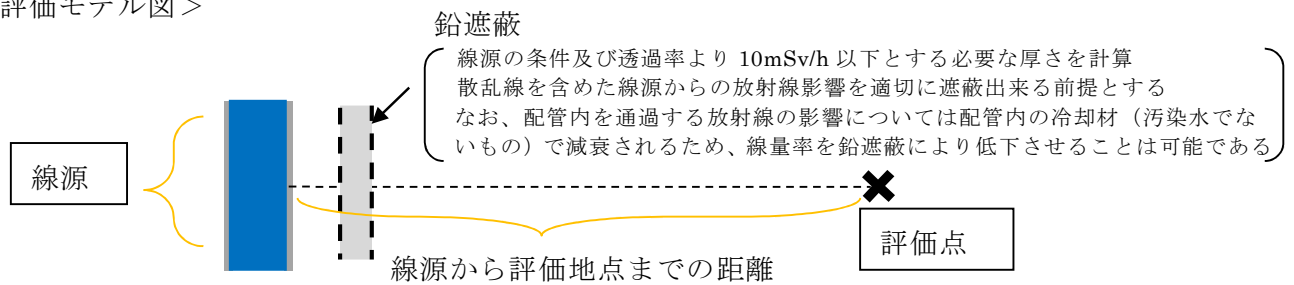 評価モデル図＞
鉛遮蔽
線源の条件及び透過率より 10mSv/h 以下とする必要な厚さを計算
散乱線を含めた線源からの放射線影響を適切に遮蔽出来る前提とする
なお、配管内を通過する放射線の影響については配管内の冷却材（汚染水でな
いもの）で減衰されるため、線量率を鉛遮蔽により低下させることは可能である
線源
評価点
線源から評価地点までの距離